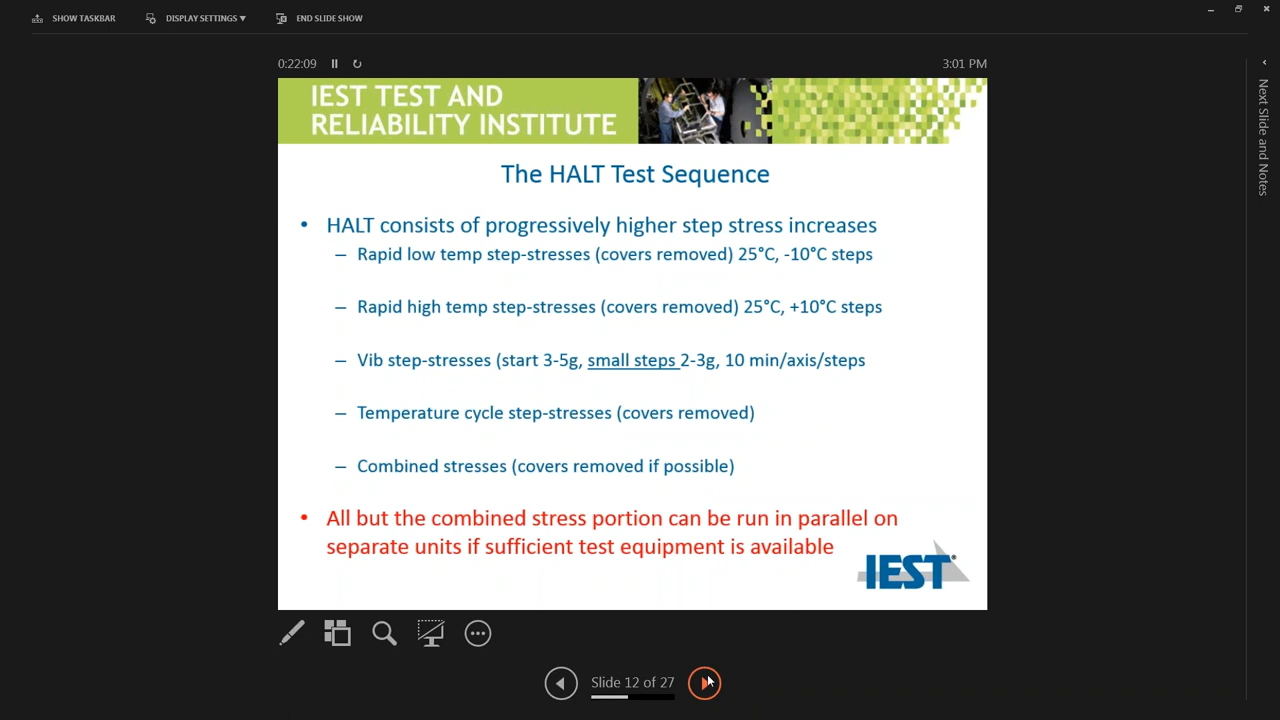 SHOW TASKBAR
DISPLAY SETTINGS ▼
END SLIDE SHOW
0:22:09
3:01 PM
IEST TEST AND
RELIABILITY INSTITUTE
The HALT Test Sequence
• HALT consists of progressively higher step stress increases
– Rapid low temp step-stresses (covers removed) 25°C, -10°C steps
– Rapid high temp step-stresses (covers removed) 25°C, +10°C steps
– Vib step-stresses (start 3-5g, small steps 2-3g, 10 min/axis/steps
– Temperature cycle step-stresses (covers removed)
– Combined stresses (covers removed if possible)
• All but the combined stress portion can be run in parallel on
separate units if sufficient test equipment is available
IEST®
Slide 12 of 27
Next Slide and Notes